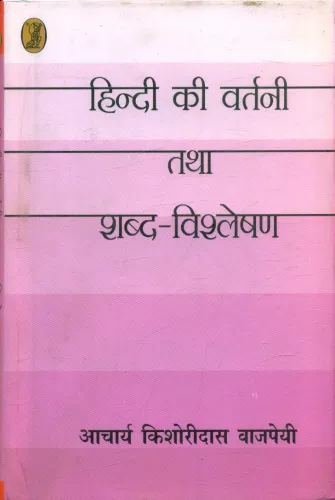 हिन्दी की वर्तनी
तथा
शब्द-विश्लेषण
आचार्य किशोरीदास बाजपेयी